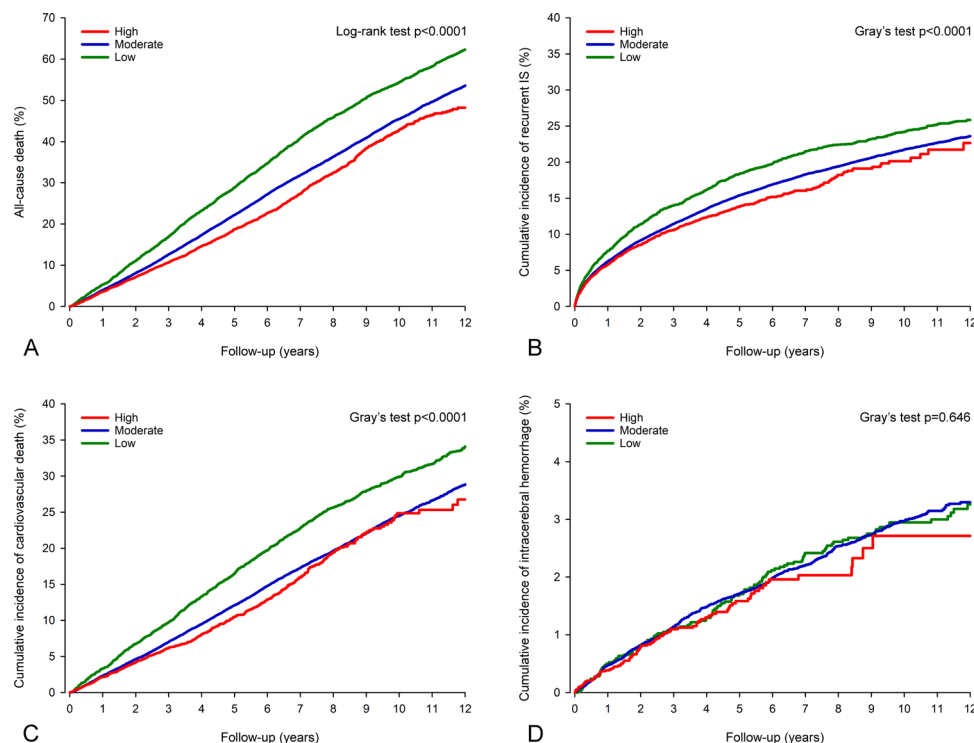 All-cause death (%)
70
60
50
40
30
20
10
0
High
Moderate
Low
Log-rank test p<0.0001
0 1 2 3 4 5 6 7 8 9 10 11 12
Follow-up (years)
A
Cumulative incidence of recurrent IS (%)
40
35
30
25
20
15
10
5
0
High
Moderate
Low
Gray's test p<0.0001
0 1 2 3 4 5 6 7 8 9 10 11 12
Follow-up (years)
B
Cumulative incidence of cardiovascular death (%)
40
35
30
25
20
15
10
5
0
High
Moderate
Low
Gray's test p<0.0001
0 1 2 3 4 5 6 7 8 9 10 11 12
Follow-up (years)
C
Cumulative incidence of intracerebral hemorrhage (%)
5
4
3
2
1
0
High
Moderate
Low
Gray's test p=0.646
0 1 2 3 4 5 6 7 8 9 10 11 12
Follow-up (years)
D